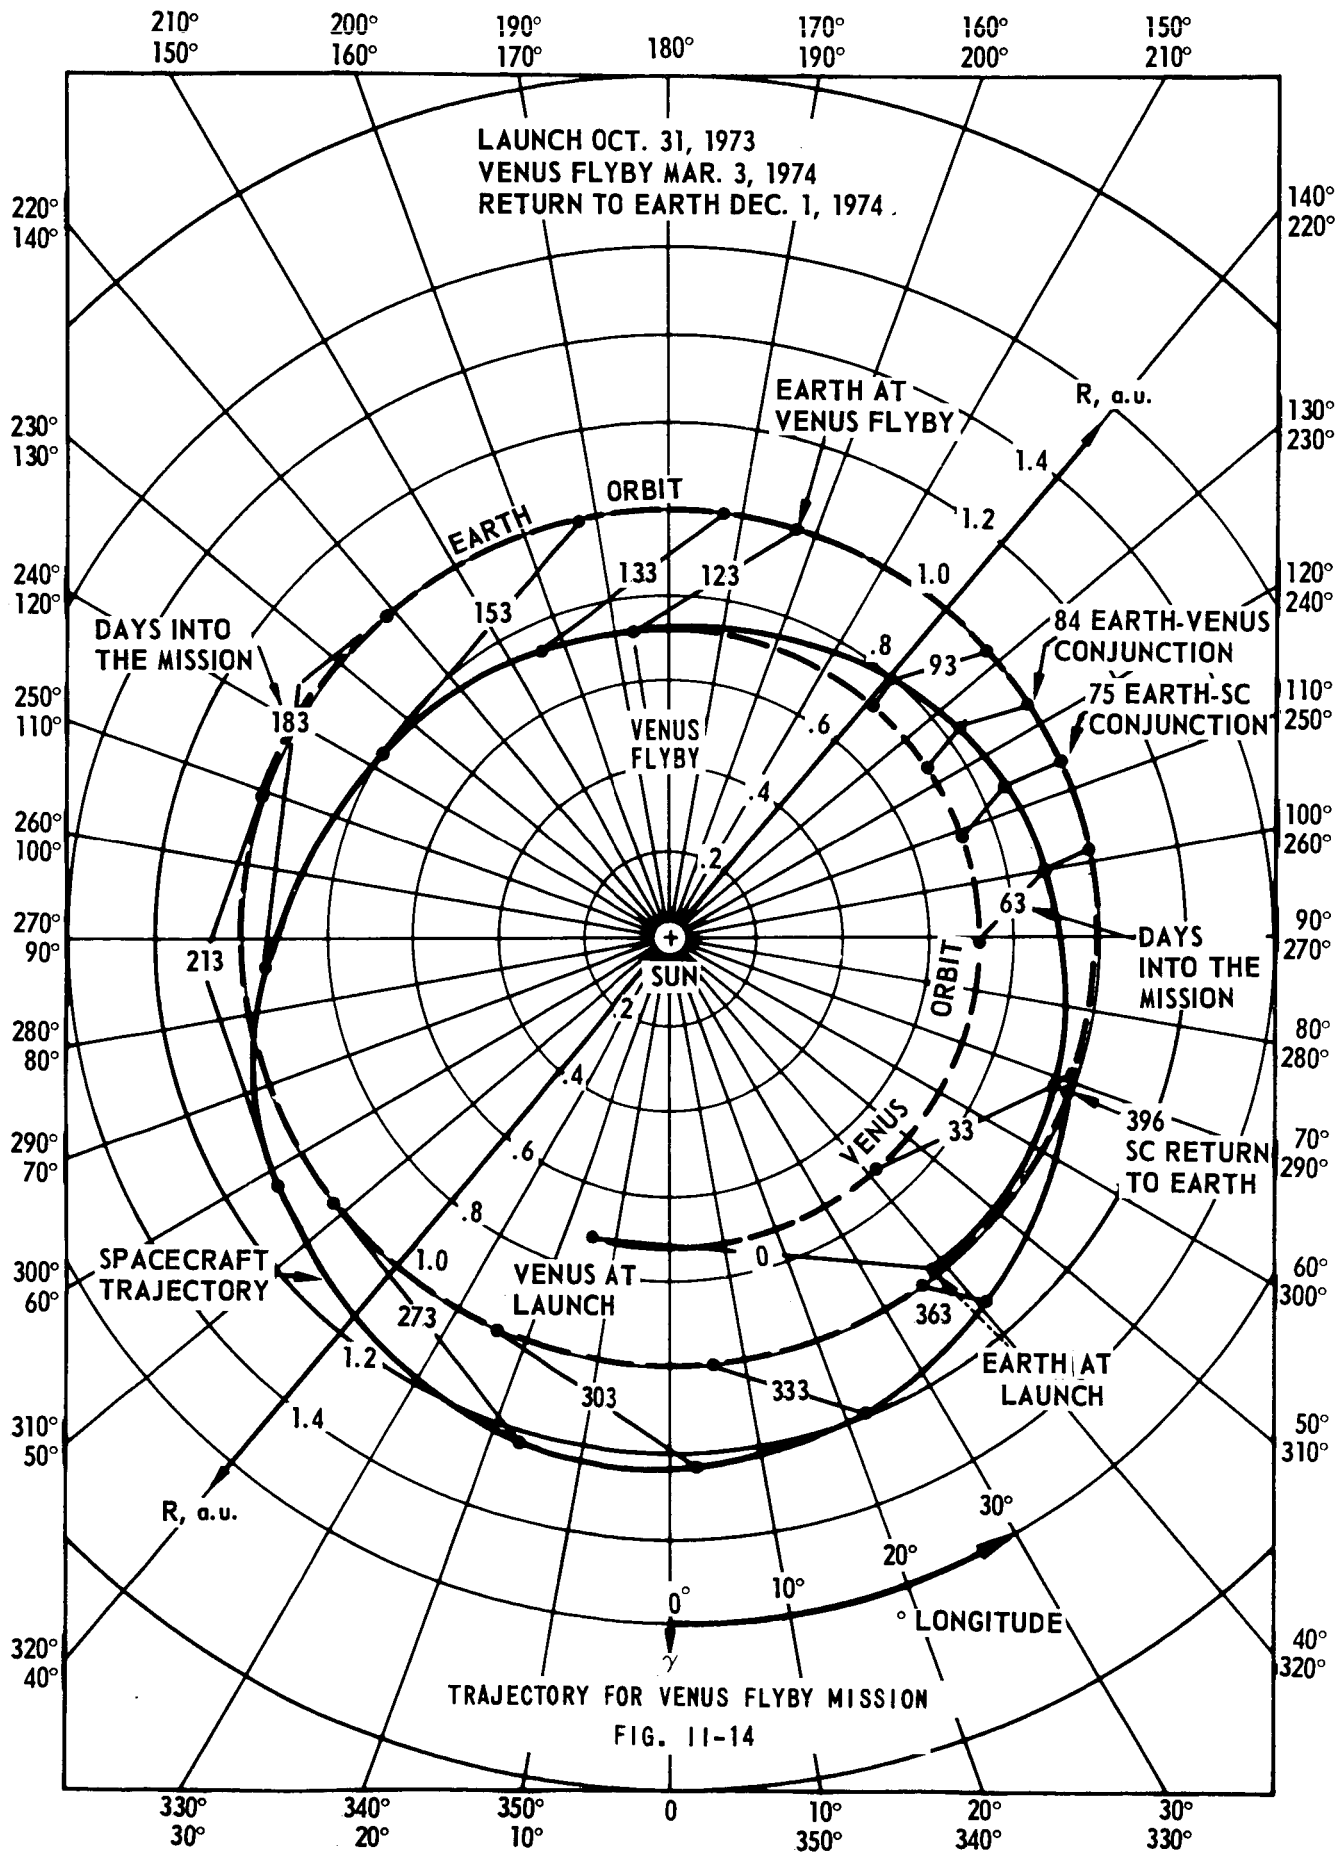 210° 200° 190° 170° 160° 150°
150° 160° 170° 180° 190° 200° 210°
LAUNCH OCT. 31, 1973
VENUS FLYBY MAR. 3, 1974
RETURN TO EARTH DEC. 1, 1974
220°
140°
140°
220°
EARTH AT
VENUS FLYBY
R, a.u.
230°
130°
130°
230°
1.4
1.2
1.0
.8
.6
.4
.2
EARTH ORBIT
153
133
123
93
240°
120°
120°
240°
DAYS INTO
THE MISSION
183
84 EARTH-VENUS
CONJUNCTION
75 EARTH-SC
CONJUNCTION
250°
110°
110°
250°
VENUS
FLYBY
260°
100°
100°
260°
63
270°
90°
90°
270°
213
SUN
DAYS
INTO THE
MISSION
VENUS ORBIT
280°
80°
80°
280°
.2
.4
.6
.8
1.0
1.2
1.4
33
396
SC RETURN
TO EARTH
290°
70°
70°
290°
SPACECRAFT
TRAJECTORY
VENUS AT
LAUNCH
0
300°
60°
60°
300°
273
303
333
363
EARTH AT
LAUNCH
310°
50°
50°
310°
R, a.u.
0°
10°
20°
30°
° LONGITUDE
γ
320°
40°
40°
320°
TRAJECTORY FOR VENUS FLYBY MISSION
FIG. 11-14
330° 340° 350° 0 10° 20° 30°
30° 20° 10° 350° 340° 330°